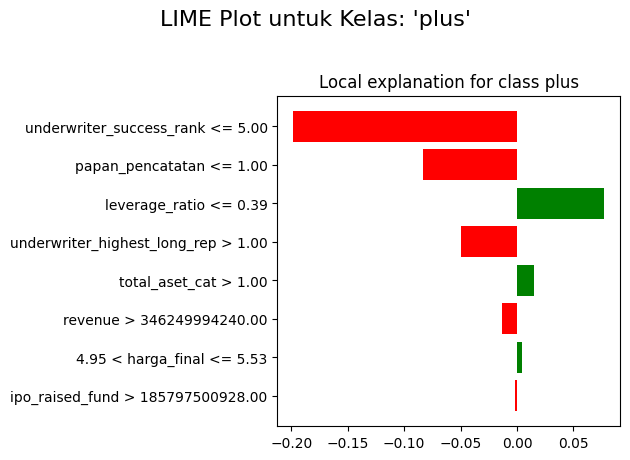 LIME Plot untuk Kelas: 'plus'
Local explanation for class plus
underwriter_success_rank <= 5.00
papan_pencatatan <= 1.00
leverage_ratio <= 0.39
underwriter_highest_long_rep > 1.00
total_aset_cat > 1.00
revenue > 346249994240.00
4.95 < harga_final <= 5.53
ipo_raised_fund > 185797500928.00
−0.20 −0.15 −0.10 −0.05 0.00 0.05